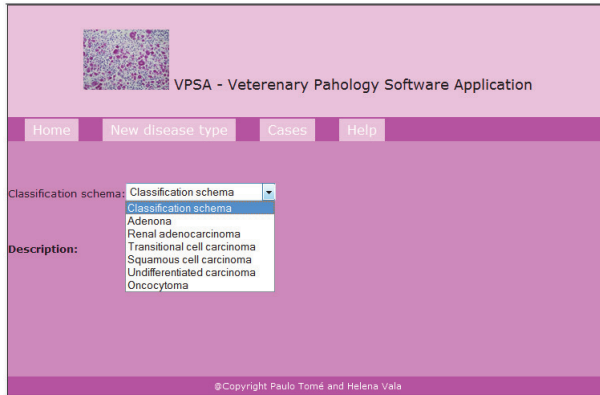 VPSA - Veterenary Pahology Software Application
Home New disease type Cases Help
Classification schema: Classification schema
Classification schema
Adenona
Renal adenocarcinoma
Transitional cell carcinoma
Squamous cell carcinoma
Undifferentiated carcinoma
Oncocytoma
Description:
@Copyright Paulo Tomé and Helena Vala